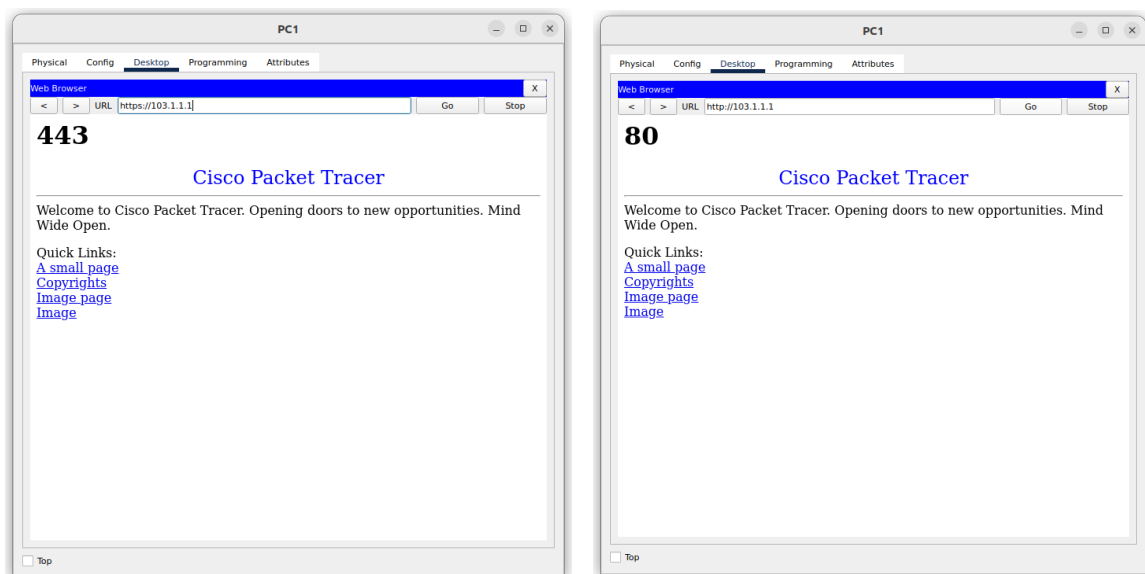 PC1
Physical Config Desktop Programming Attributes
Web Browser X
< > URL https://103.1.1.1 Go Stop
443
Cisco Packet Tracer
Welcome to Cisco Packet Tracer. Opening doors to new opportunities. Mind
Wide Open.
Quick Links:
A small page
Copyrights
Image page
Image
Top
PC1
Physical Config Desktop Programming Attributes
Web Browser X
< > URL http://103.1.1.1 Go Stop
80
Cisco Packet Tracer
Welcome to Cisco Packet Tracer. Opening doors to new opportunities. Mind
Wide Open.
Quick Links:
A small page
Copyrights
Image page
Image
Top